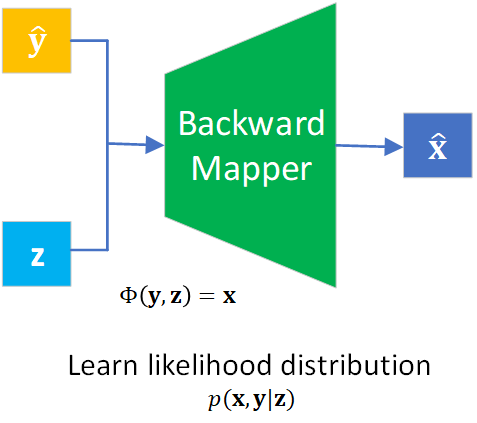 ŷ
Backward
Mapper
x̂
z
Φ(y, z) = x
Learn likelihood distribution
p(x, y|z)